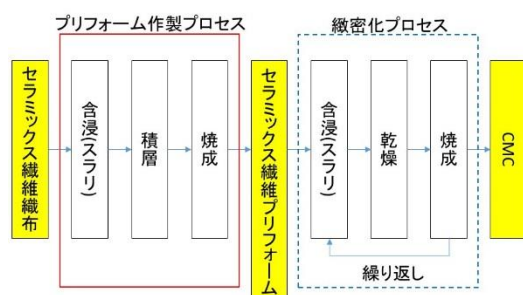 プリフォーム作製プロセス
緻密化プロセス
セラミックス繊維織布
含浸(スラリ)
積層
焼成
セラミックス繊維プリフォーム
含浸(スラリ)
乾燥
焼成
CMC
繰り返し